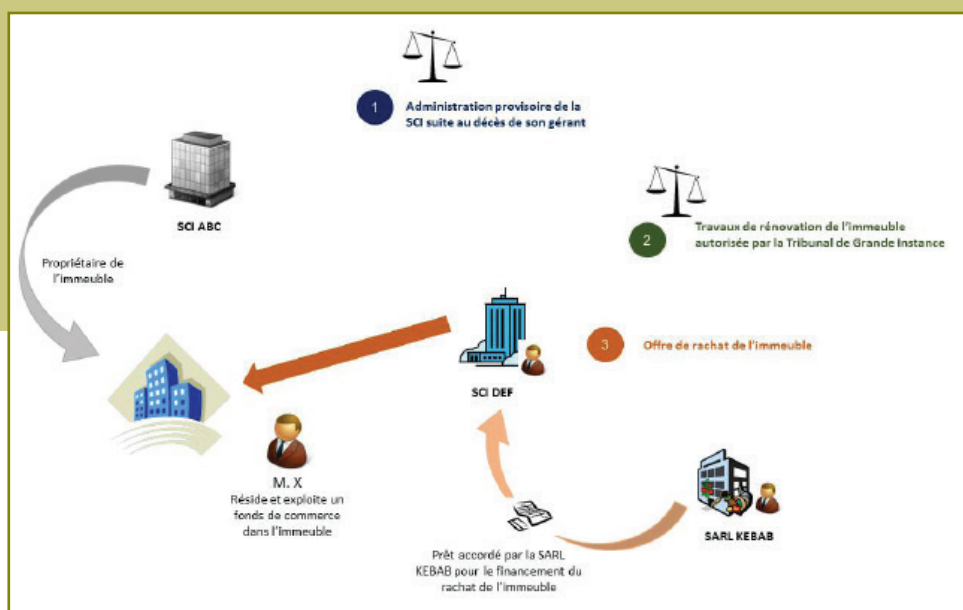 1
Administration provisoire de la
SCI suite au décès de son gérant
SCI ABC
2
Travaux de rénovation de l'immeuble
autorisée par la Tribunal de Grande Instance
Propriétaire de
l'immeuble
3
Offre de rachat de l'immeuble
SCI DEF
M. X
Réside et exploite un
fonds de commerce
dans l'immeuble
SARL KEBAB
Prêt accordé par la SARL
KEBAB pour le financement du
rachat de l'immeuble